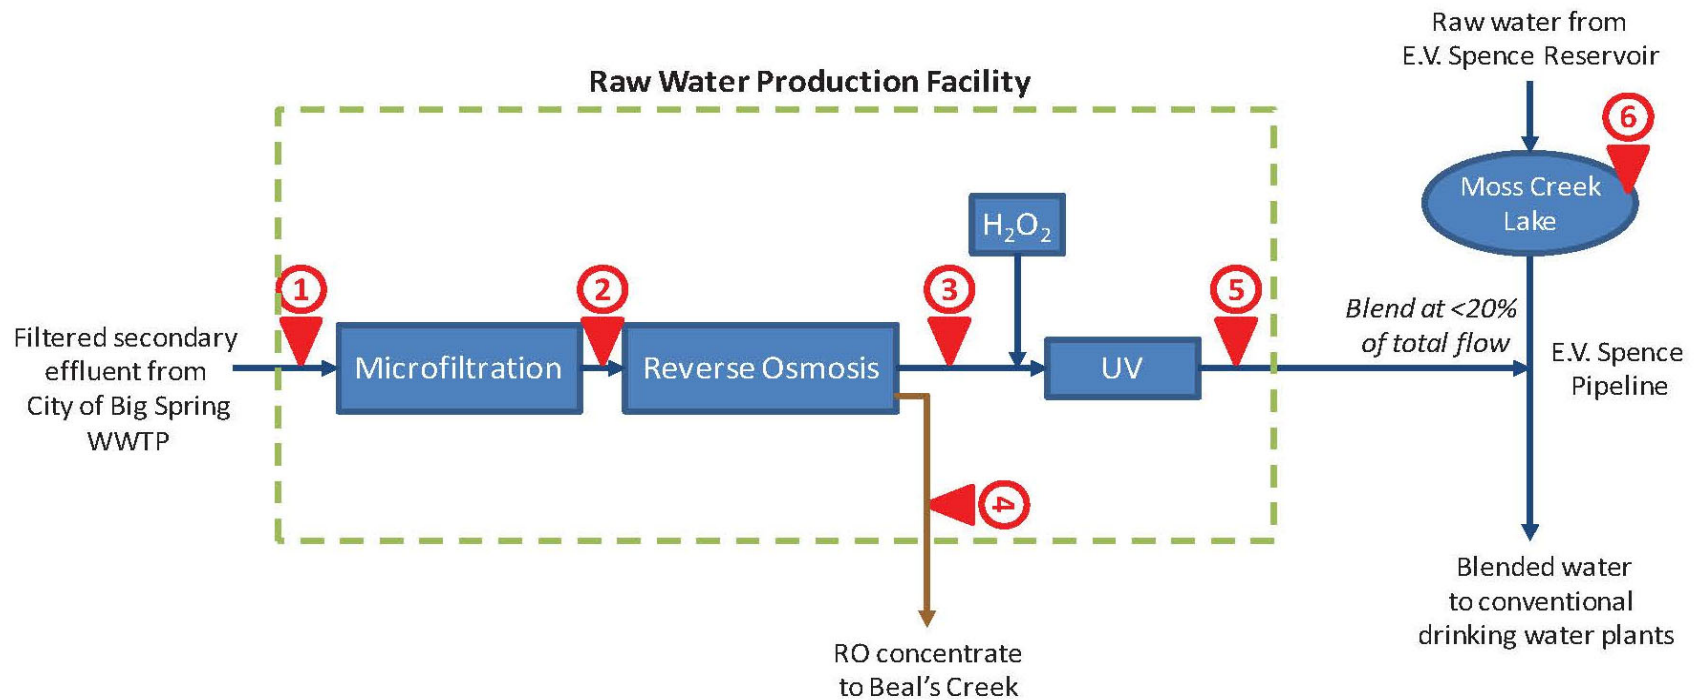 Raw water from
E.V. Spence Reservoir
Raw Water Production Facility
6
Moss Creek
Lake
H₂O₂
1
2
3
5
Filtered secondary
effluent from
City of Big Spring
WWTP
Microfiltration
Reverse Osmosis
UV
Blend at <20%
of total flow
E.V. Spence
Pipeline
4
RO concentrate
to Beal's Creek
Blended water
to conventional
drinking water plants